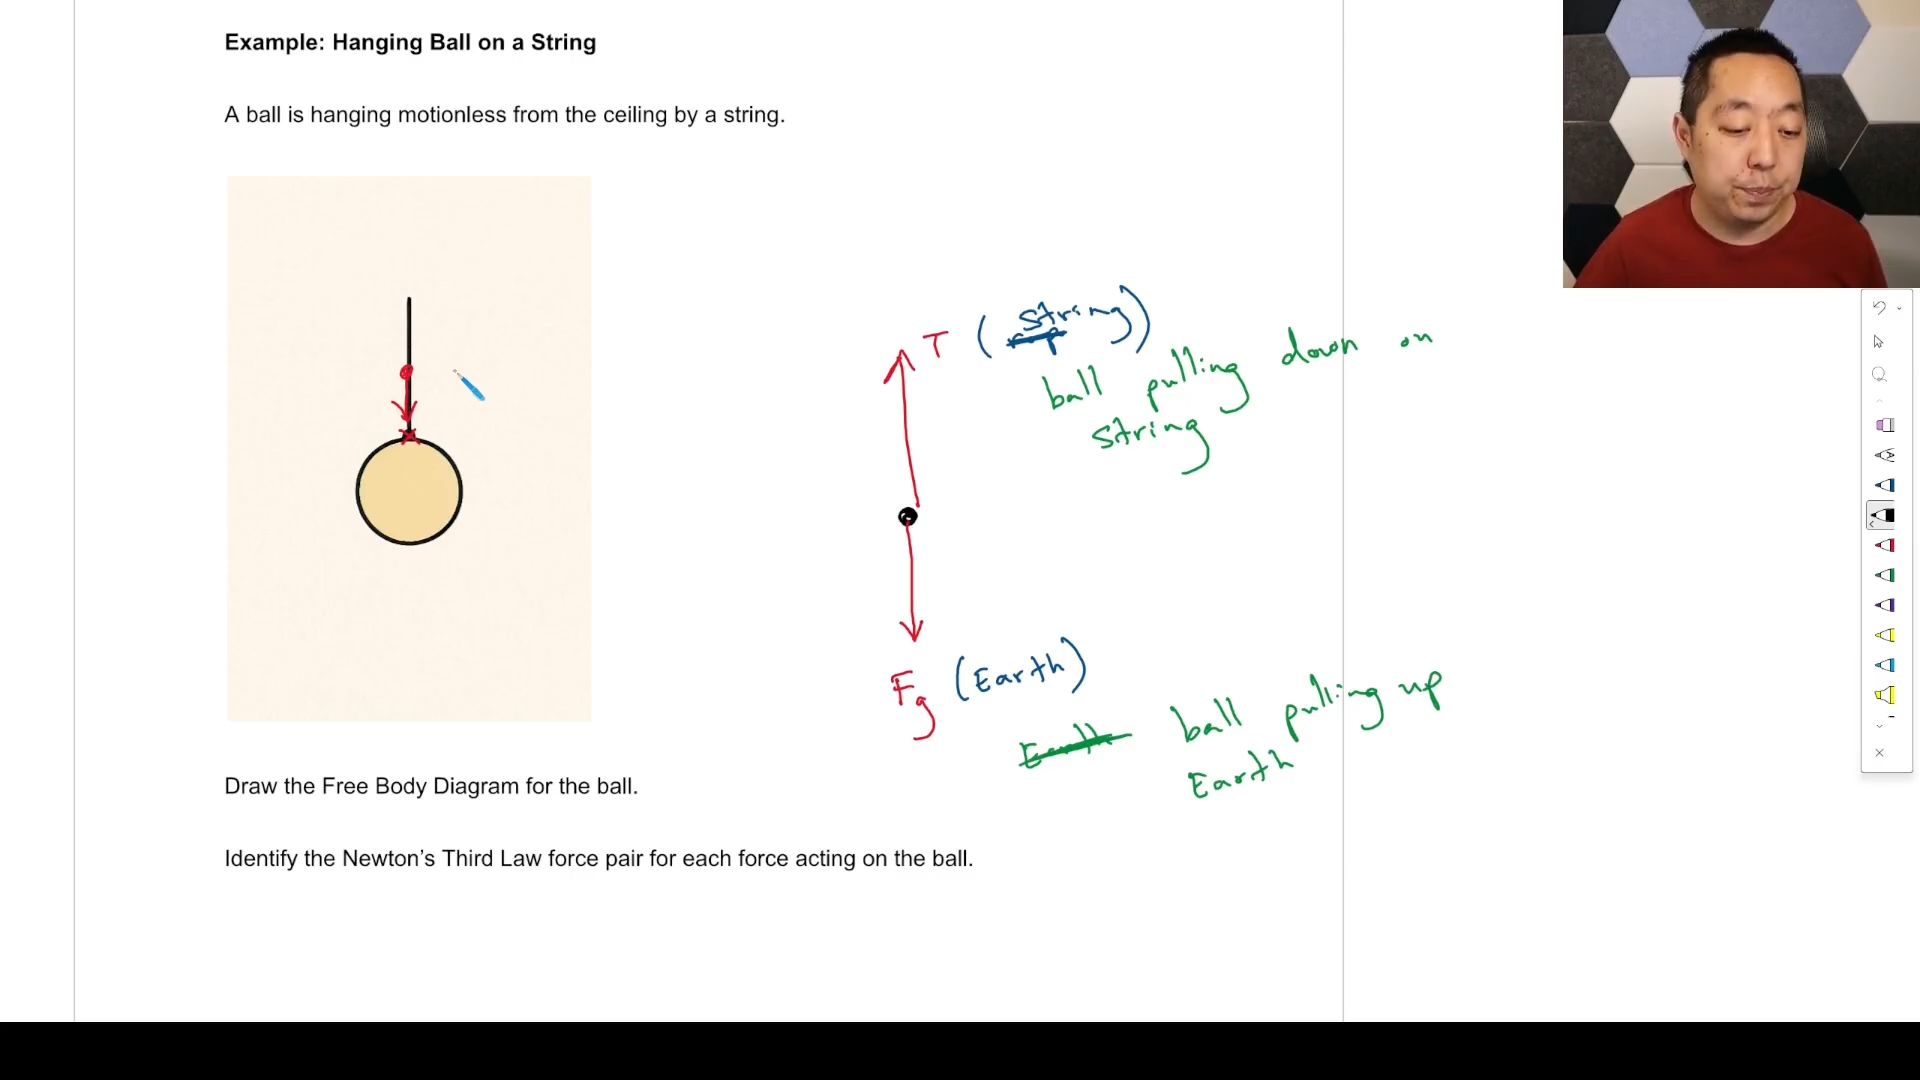 Example: Hanging Ball on a String
A ball is hanging motionless from the ceiling by a string.
T (String)
ball pulling down on
string
Fg (Earth)
ball pulling up
Earth
Draw the Free Body Diagram for the ball.
Identify the Newton’s Third Law force pair for each force acting on the ball.